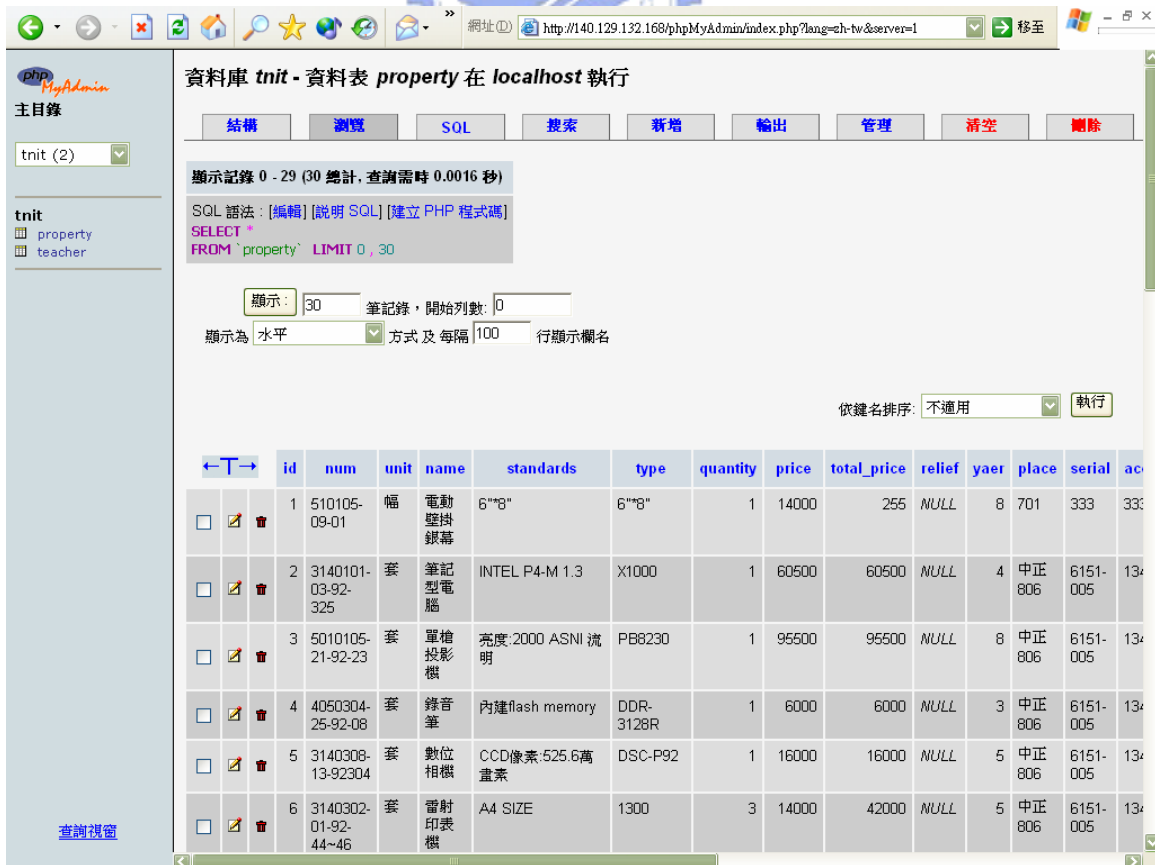 網址(D) http://140.129.132.168/phpMyAdmin/index.php?lang=zh-tw&server=1 移至
php
MyAdmin
主目錄
tnit (2)
tnit
property
teacher
查詢視窗
資料庫 tnit - 資料表 property 在 localhost 執行
結構 瀏覽 SQL 搜索 新增 輸出 管理 清空 刪除
顯示記錄 0 - 29 (30 總計, 查詢需時 0.0016 秒)
SQL 語法 : [編輯] [說明 SQL] [建立 PHP 程式碼]
SELECT *
FROM `property` LIMIT 0 , 30
顯示 : 30 筆記錄，開始列數: 0
顯示為 水平 方式 及 每隔 100 行顯示欄名
依鍵名排序: 不適用 執行
←T→ id num unit name standards type quantity price total_price relief yaer place serial acc
1 510105-09-01 幅 電動壁掛銀幕 6"*8" 6"*8" 1 14000 255 NULL 8 701 333 333
2 3140101-03-92-325 套 筆記型電腦 INTEL P4-M 1.3 X1000 1 60500 60500 NULL 4 中正806 6151-005 134
3 5010105-21-92-23 套 單槍投影機 亮度:2000 ASNI 流明 PB8230 1 95500 95500 NULL 8 中正806 6151-005 134
4 4050304-25-92-08 套 錄音筆 內建flash memory DDR-3128R 1 6000 6000 NULL 3 中正806 6151-005 134
5 3140308-13-92304 套 數位相機 CCD像素:525.6萬畫素 DSC-P92 1 16000 16000 NULL 5 中正806 6151-005 134
6 3140302-01-92-44~46 套 雷射印表機 A4 SIZE 1300 3 14000 42000 NULL 5 中正806 6151-005 134